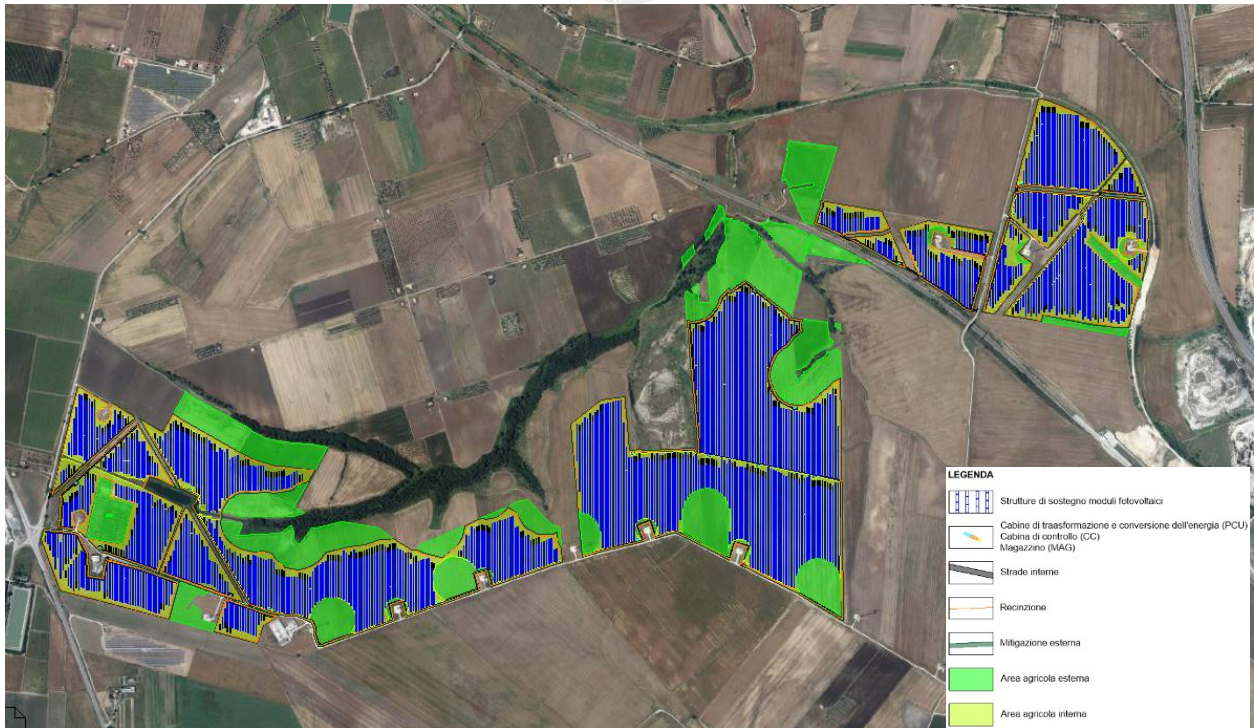 LEGENDA
Strutture di sostegno moduli fotovoltaici
Cabine di traasformazione e conversione dell'energia (PCU)
Cabina di controllo (CC)
Magazzino (MAG)
Strade interne
Recinzione
Mitigazione esterna
Area agricola esterna
Area agricola interna